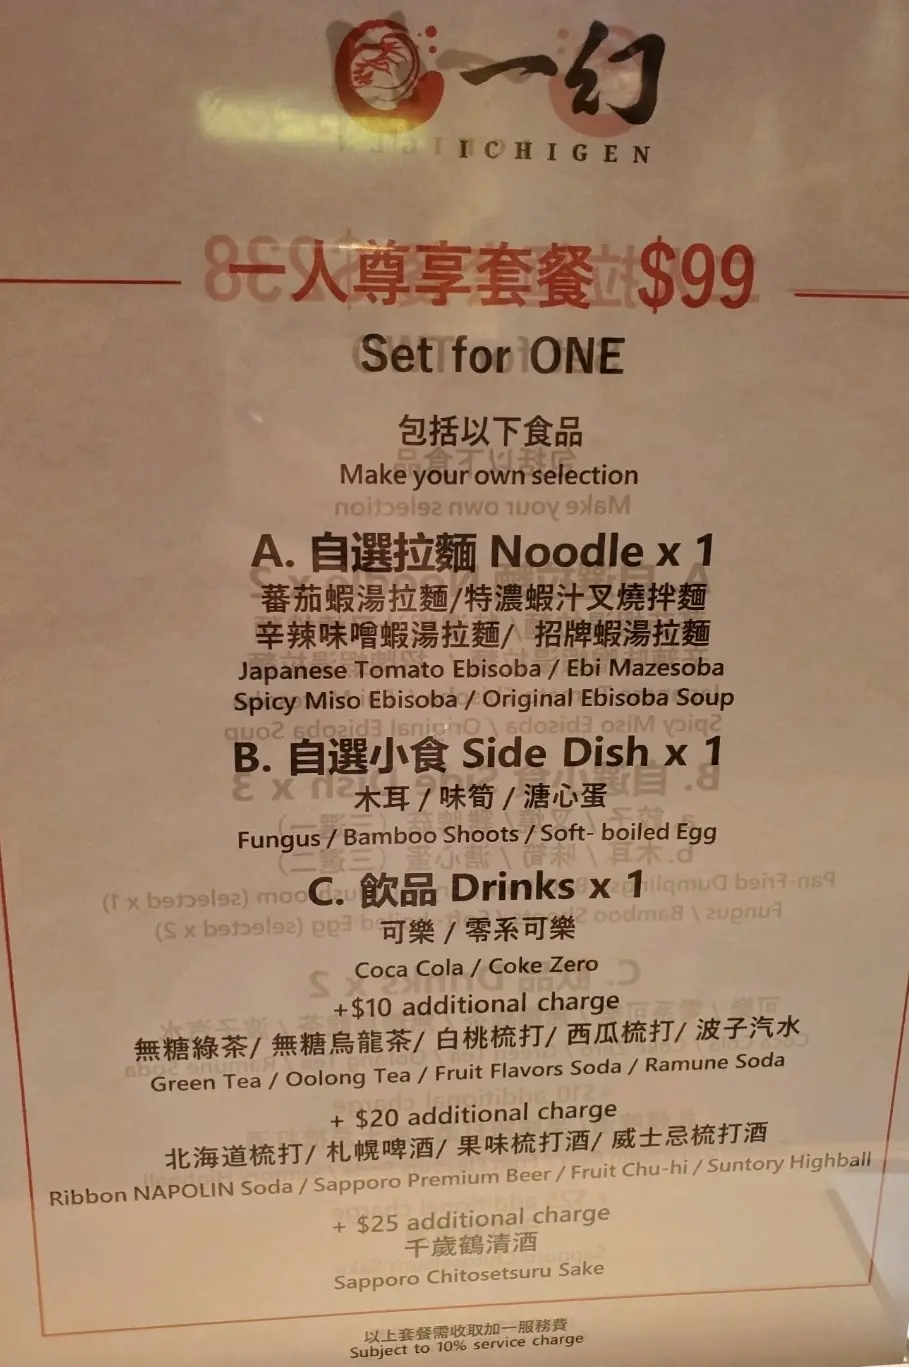 一幻
ICHIGEN
一人尊享套餐 $99
Set for ONE
包括以下食品
Make your own selection
A. 自選拉麵 Noodle x 1
蕃茄蝦湯拉麵/特濃蝦汁叉燒拌麵
辛辣味噌蝦湯拉麵/ 招牌蝦湯拉麵
Japanese Tomato Ebisoba / Ebi Mazesoba
Spicy Miso Ebisoba / Original Ebisoba Soup
B. 自選小食 Side Dish x 1
木耳 / 味筍 / 溏心蛋
Fungus / Bamboo Shoots / Soft- boiled Egg
C. 飲品 Drinks x 1
可樂 / 零系可樂
Coca Cola / Coke Zero
+$10 additional charge
無糖綠茶/ 無糖烏龍茶/ 白桃梳打/ 西瓜梳打/ 波子汽水
Green Tea / Oolong Tea / Fruit Flavors Soda / Ramune Soda
+ $20 additional charge
北海道梳打/ 札幌啤酒/ 果味梳打酒/ 威士忌梳打酒
Ribbon NAPOLIN Soda / Sapporo Premium Beer / Fruit Chu-hi / Suntory Highball
+ $25 additional charge
千歲鶴清酒
Sapporo Chitosetsuru Sake
以上套餐需收取加一服務費
Subject to 10% service charge